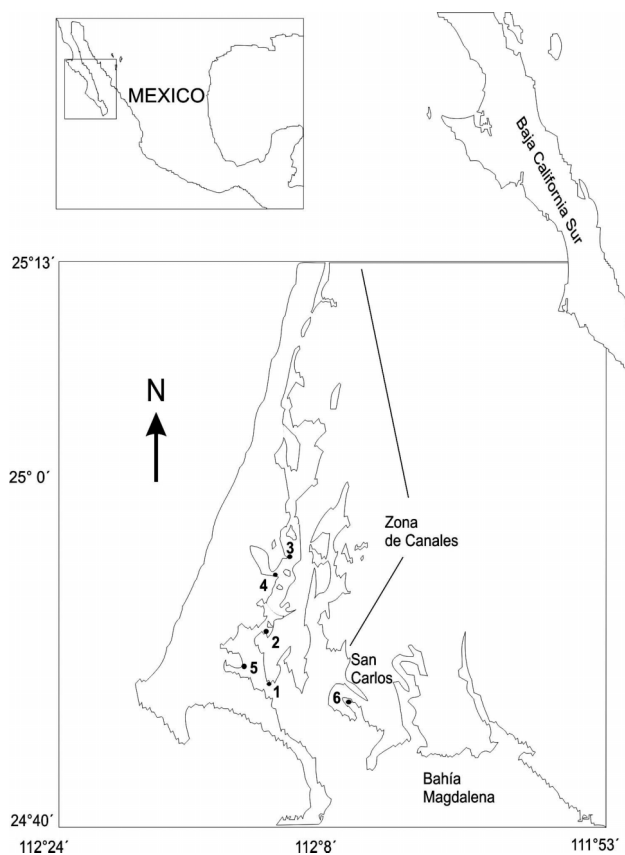 MEXICO
Baja California Sur
25°13´
N
25° 0´
Zona
de Canales
3
4
2
San
Carlos
5
1
6
Bahía
Magdalena
24°40´
112°24´
112°8´
111°53´